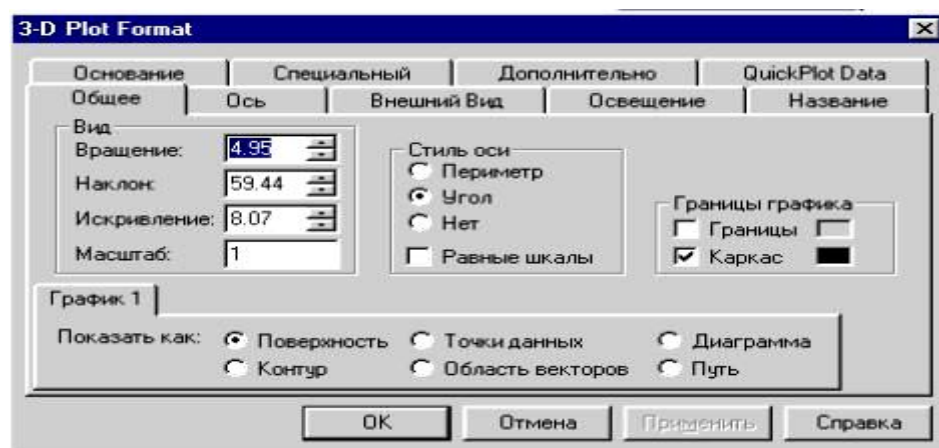 3-D Plot Format
Основание Специальный Дополнительно QuickPlot Data
Общее Ось Внешний Вид Освещение Название
Вид
Вращение: 4.95
Наклон: 59.44
Искривление: 8.07
Масштаб: 1
Стиль оси
Периметр
Угол
Нет
Равные шкалы
Границы графика
Границы
Каркас
График 1
Показать как: Поверхность Точки данных Диаграмма
Контур Область векторов Путь
OK Отмена Применить Справка